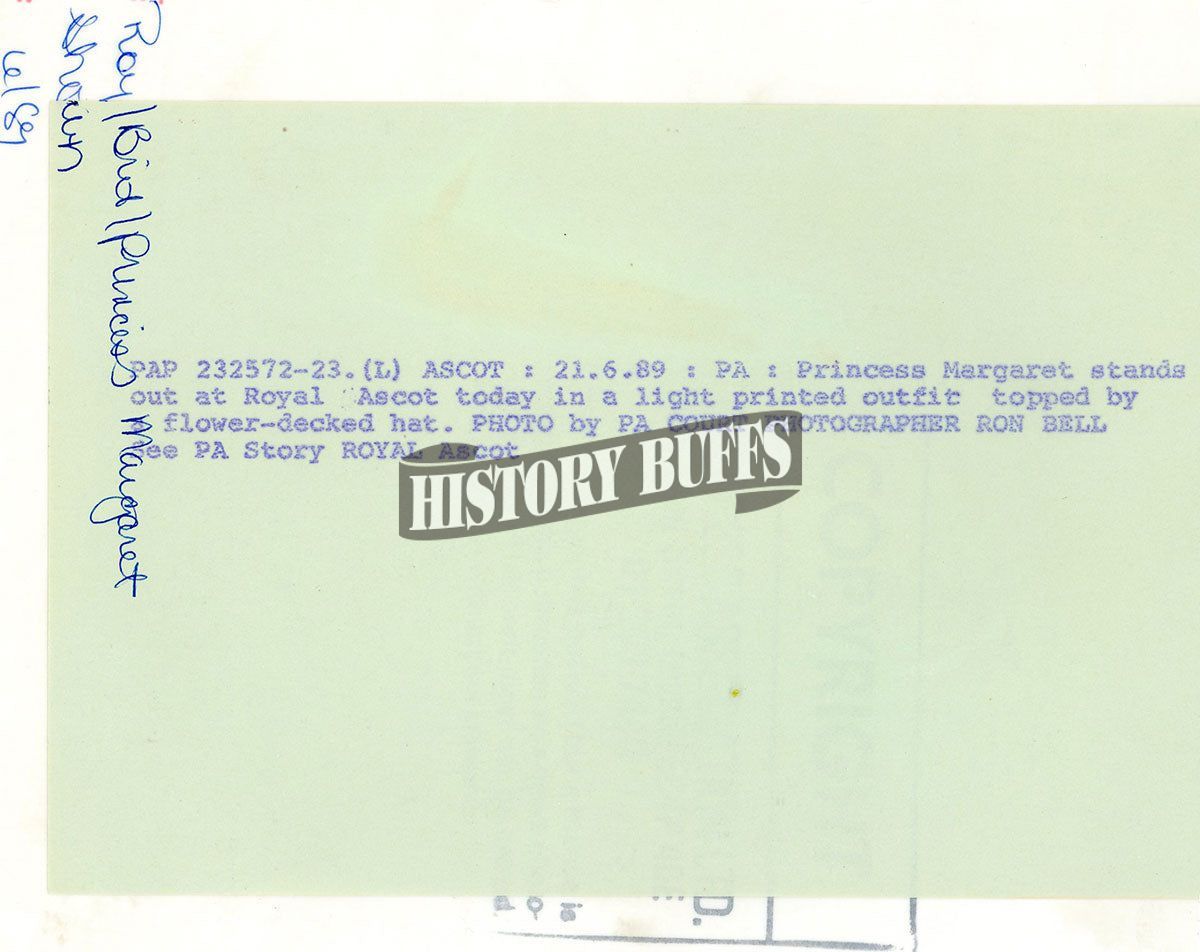 Roy/Brit/Princess Margaret
6/89
PAP 232572-23.(L) ASCOT : 21.6.89 : PA : Princess Margaret stands
out at Royal Ascot today in a light printed outfit topped by
a flower-decked hat. PHOTO by PA COURT PHOTOGRAPHER RON BELL
See PA Story ROYAL Ascot
HISTORY BUFFS
COPYRIGHT